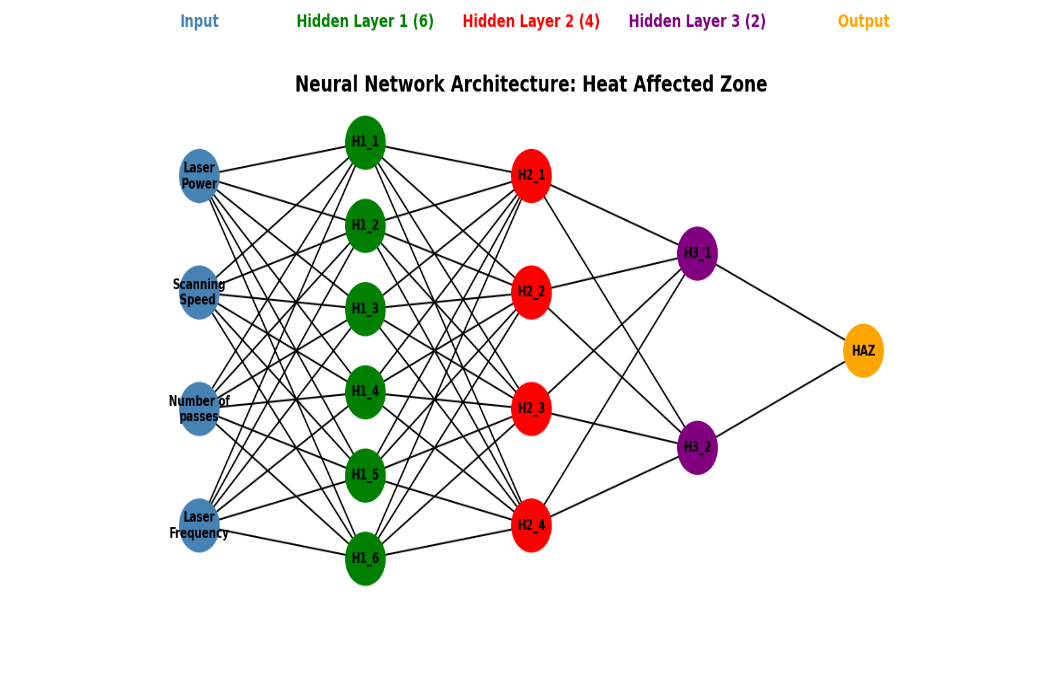 Input Hidden Layer 1 (6) Hidden Layer 2 (4) Hidden Layer 3 (2) Output
Neural Network Architecture: Heat Affected Zone
Laser
Power
Scanning
Speed
Number of
passes
Laser
Frequency
H1_1
H1_2
H1_3
H1_4
H1_5
H1_6
H2_1
H2_2
H2_3
H2_4
H3_1
H3_2
HAZ